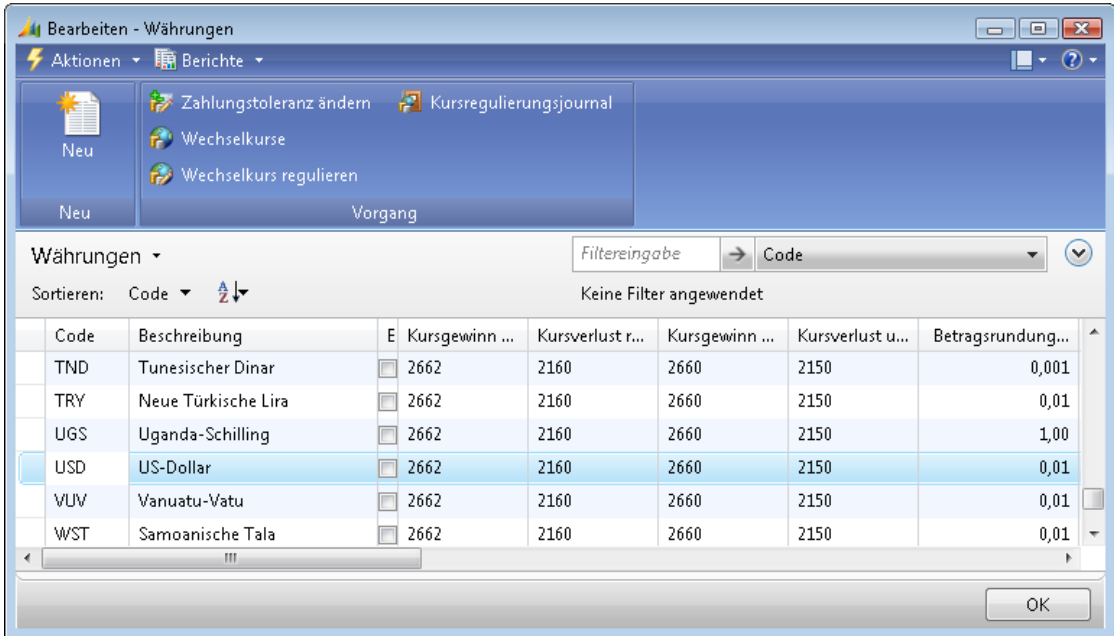 Bearbeiten - Währungen
Aktionen Berichte
Zahlungstoleranz ändern Kursregulierungsjournal
Neu
Wechselkurse
Wechselkurs regulieren
Neu Vorgang
Währungen Filtereingabe Code
Sortieren: Code Keine Filter angewendet
Code Beschreibung E Kursgewinn ... Kursverlust r... Kursgewinn ... Kursverlust u... Betragsrundung...
TND Tunesischer Dinar 2662 2160 2660 2150 0,001
TRY Neue Türkische Lira 2662 2160 2660 2150 0,01
UGS Uganda-Schilling 2662 2160 2660 2150 1,00
USD US-Dollar 2662 2160 2660 2150 0,01
VUV Vanuatu-Vatu 2662 2160 2660 2150 0,01
WST Samoanische Tala 2662 2160 2660 2150 0,01
OK